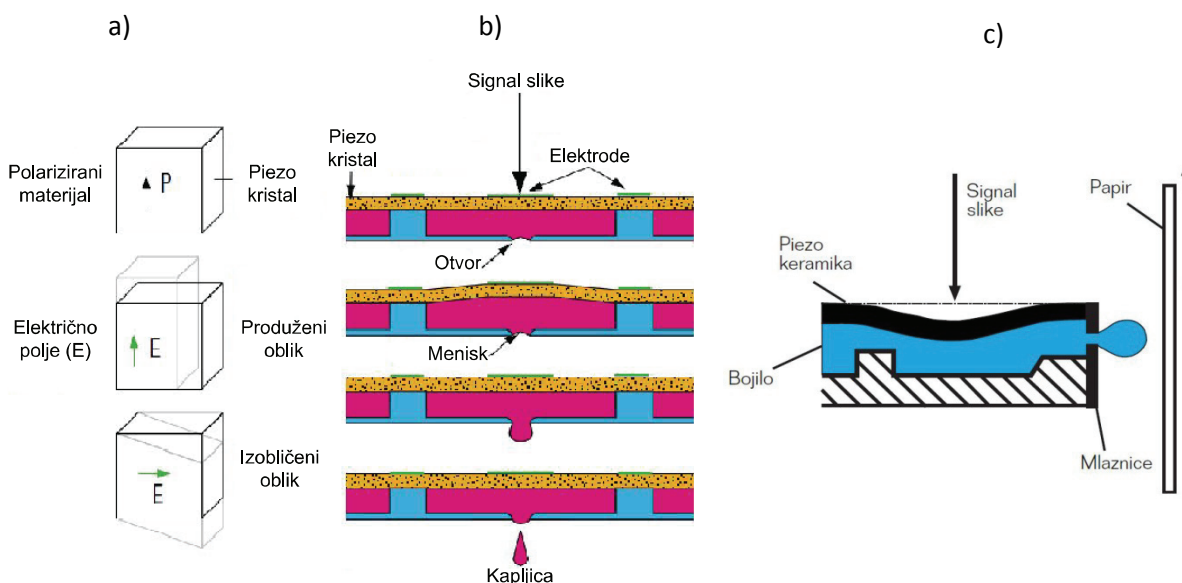 a)
Polarizirani
materijal
P
Piezo
kristal
Električno
polje (E)
E
Produženi
oblik
E
Izobličeni
oblik
b)
Signal slike
Piezo
kristal
Elektrode
Otvor
Menisk
Kapljica
c)
Signal
slike
Papir
Piezo
keramika
Bojilo
Mlaznice